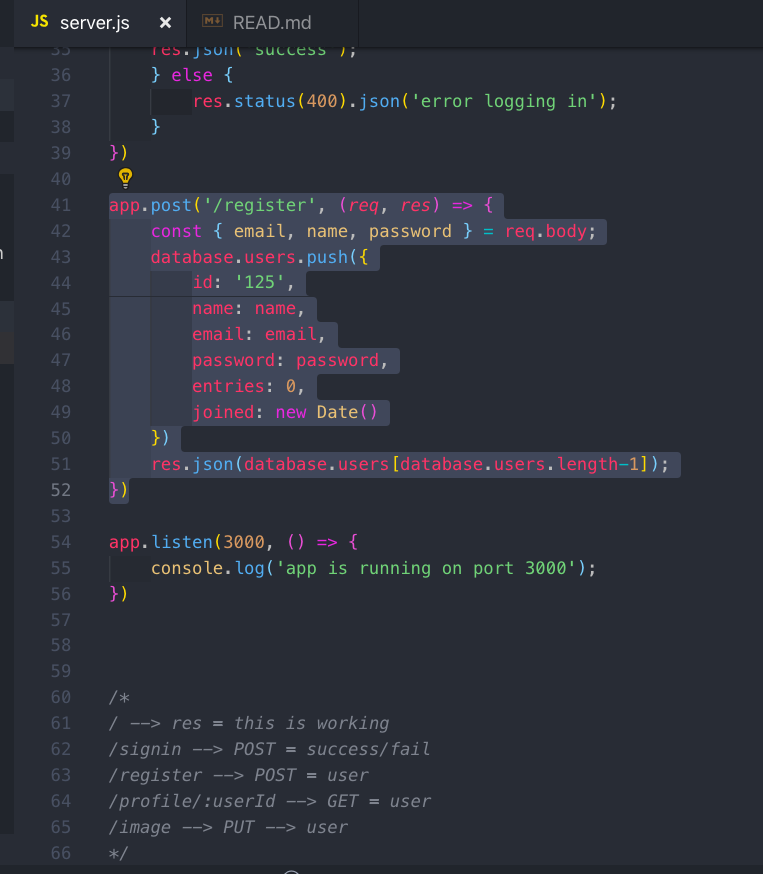 JS server.js × M↓ READ.md
35 res.json('success');
36 } else {
37 res.status(400).json('error logging in');
38 }
39 })
40
41 app.post('/register', (req, res) => {
42 const { email, name, password } = req.body;
43 database.users.push({
44 id: '125',
45 name: name,
46 email: email,
47 password: password,
48 entries: 0,
49 joined: new Date()
50 })
51 res.json(database.users[database.users.length-1]);
52 })
53
54 app.listen(3000, () => {
55 console.log('app is running on port 3000');
56 })
57
58
59
60 /*
61 / --> res = this is working
62 /signin --> POST = success/fail
63 /register --> POST = user
64 /profile/:userId --> GET = user
65 /image --> PUT --> user
66 */